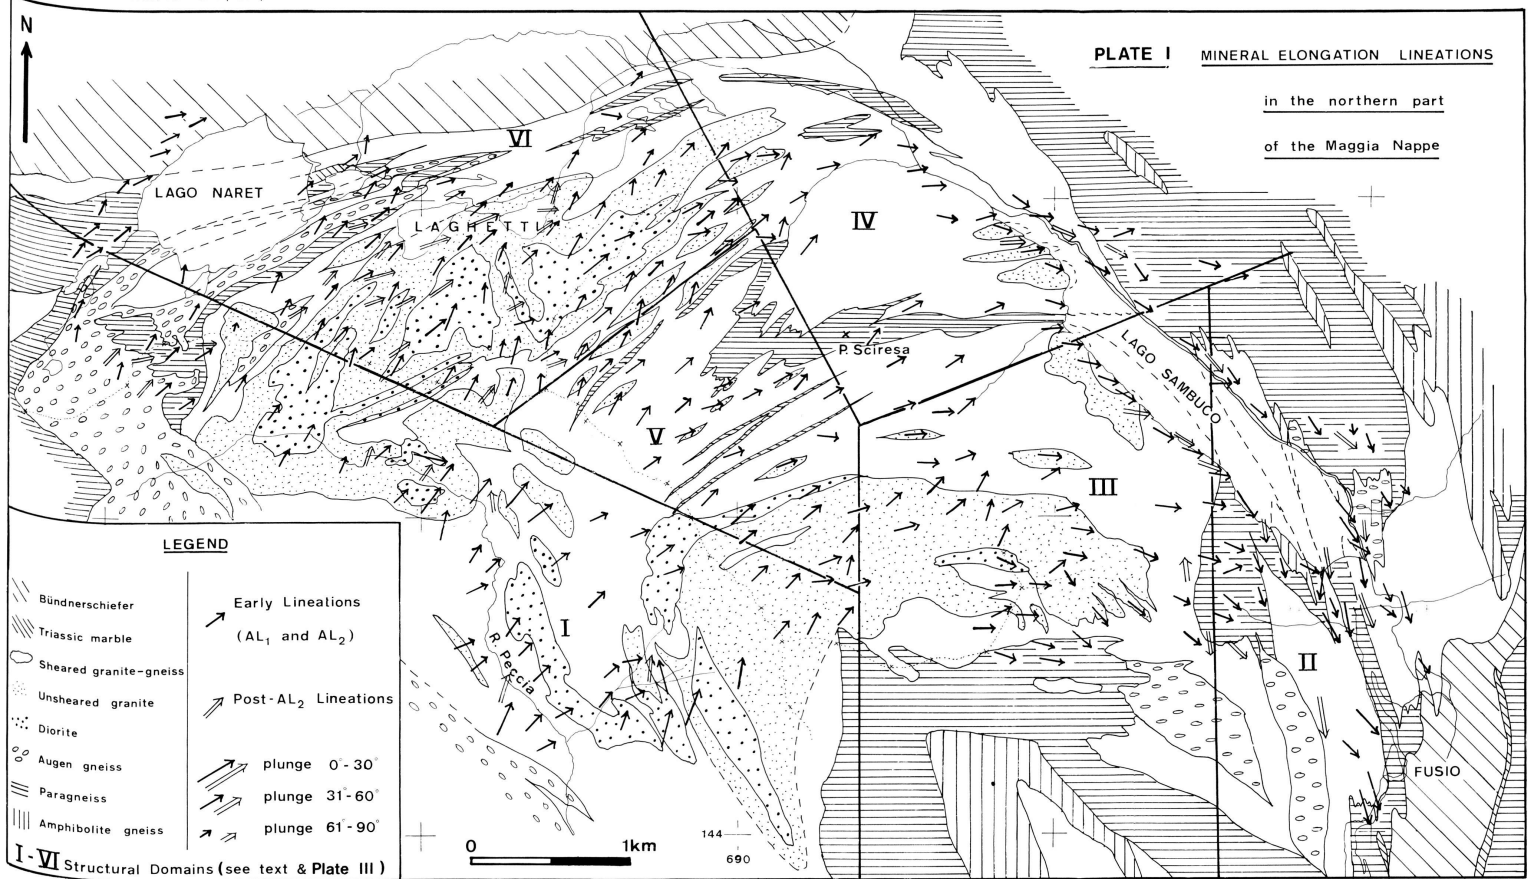 N
PLATE I MINERAL ELONGATION LINEATIONS
in the northern part
of the Maggia Nappe
VI
LAGO NARET
LAGHETTI
IV
P. Sciresa
LAGO SAMBUCO
V
III
I
R. Peccia
II
FUSIO
LEGEND
Bündnerschiefer
Triassic marble
Sheared granite-gneiss
Unsheared granite
Diorite
Augen gneiss
Paragneiss
Amphibolite gneiss
Early Lineations
(AL1 and AL2)
Post-AL2 Lineations
plunge 0°-30°
plunge 31°-60°
plunge 61°-90°
I-VI Structural Domains (see text & Plate III)
0 1km
144
690